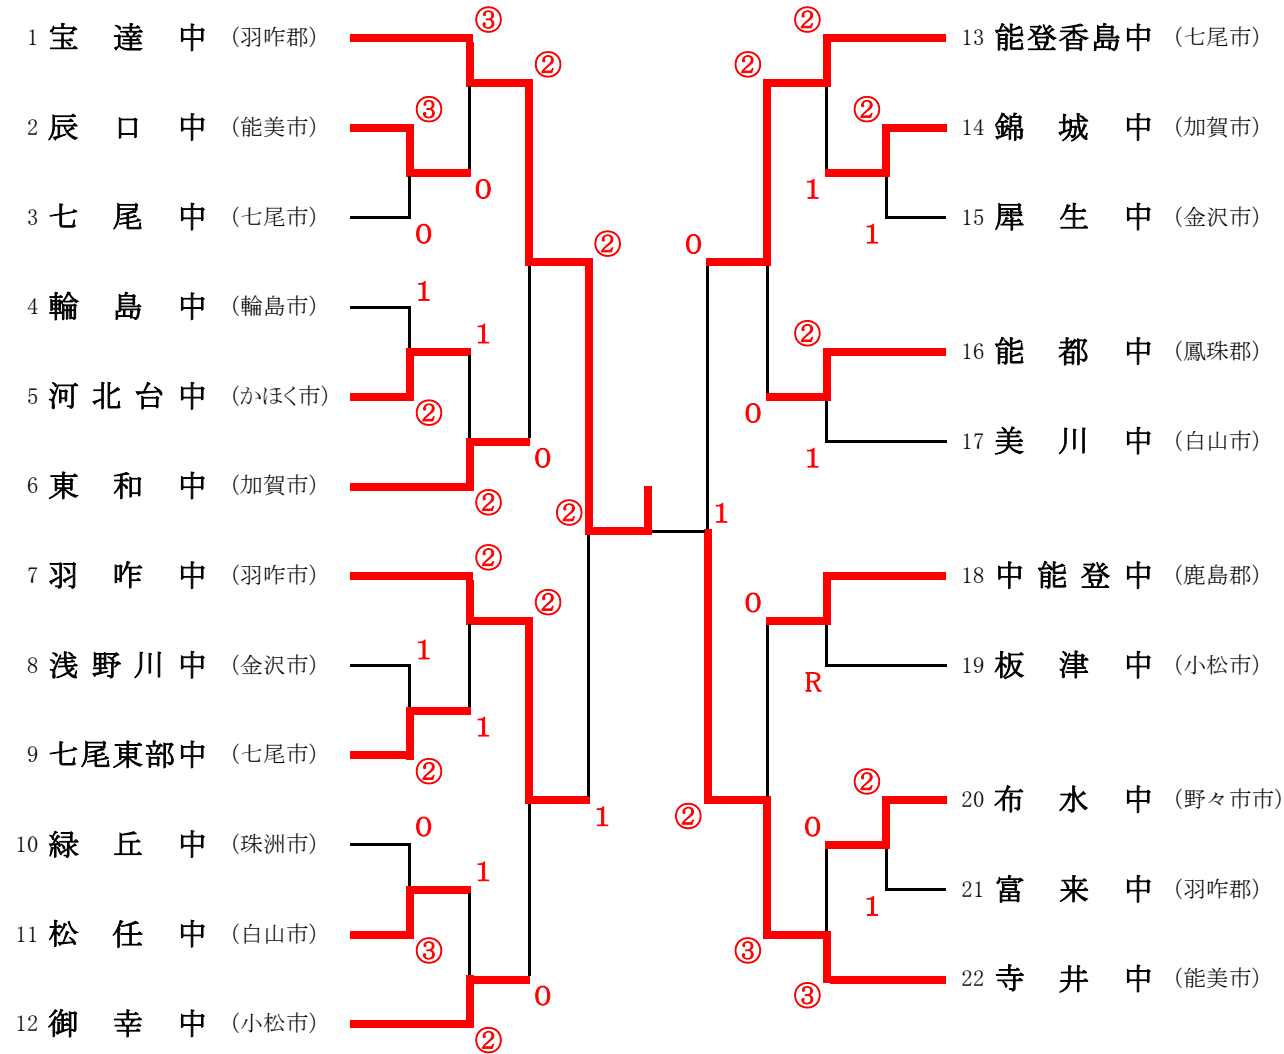 ③
1 宝達中 (羽咋郡)
②
③
2 辰口中 (能美市)
0
3 七尾中 (七尾市)
0
②
1
4 輪島中 (輪島市)
1
5 河北台中 (かほく市)
②
0
6 東和中 (加賀市)
②
②
②
7 羽咋中 (羽咋市)
②
1
8 浅野川中 (金沢市)
1
9 七尾東部中 (七尾市)
②
1
0
10 緑丘中 (珠洲市)
1
11 松任中 (白山市)
③
0
12 御幸中 (小松市)
②
②
13 能登香島中 (七尾市)
②
②
14 錦城中 (加賀市)
1
15 犀生中 (金沢市)
1
0
②
16 能都中 (鳳珠郡)
0
17 美川中 (白山市)
1
1
18 中能登中 (鹿島郡)
0
19 板津中 (小松市)
R
②
②
20 布水中 (野々市市)
0
21 富来中 (羽咋郡)
1
③
22 寺井中 (能美市)
③